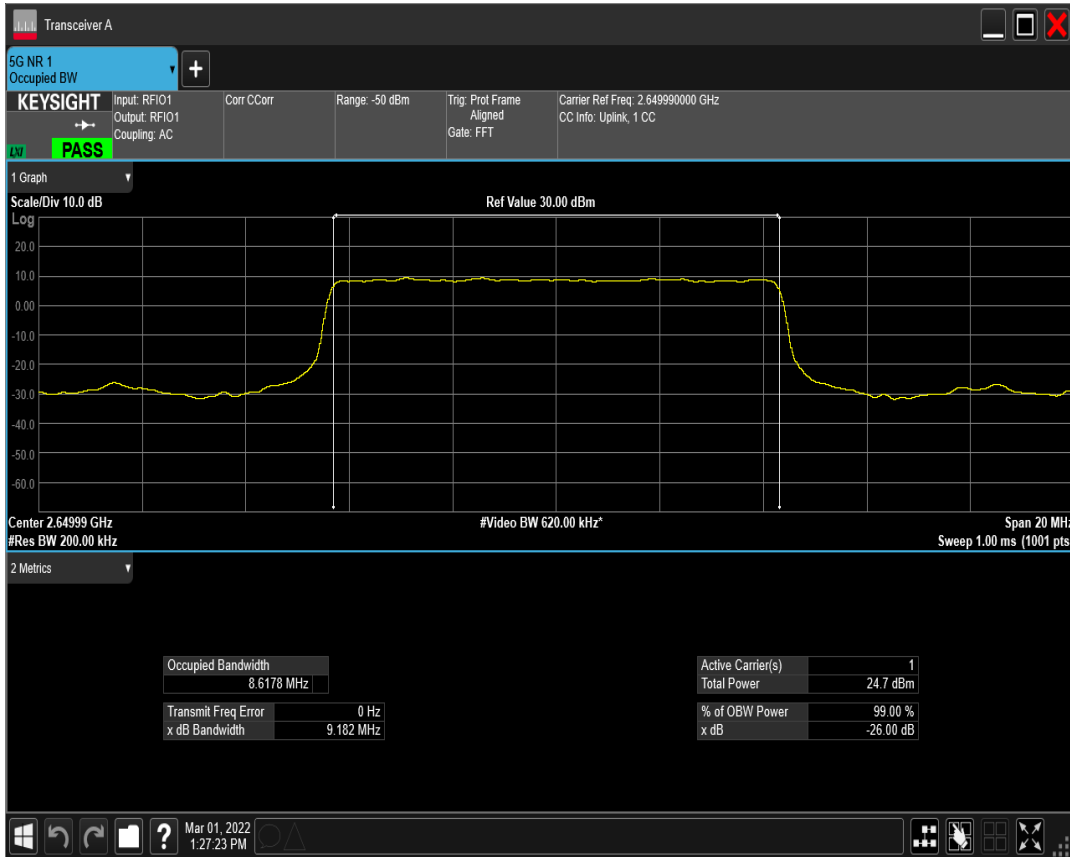 Transceiver A
5G NR 1
Occupied BW
+
KEYSIGHT
LXI
PASS
Input: RFIO1
Output: RFIO1
Coupling: AC
Corr CCorr
Range: -50 dBm
Trig: Prot Frame
Aligned
Gate: FFT
Carrier Ref Freq: 2.649990000 GHz
CC Info: Uplink, 1 CC
1 Graph
Scale/Div 10.0 dB
Ref Value 30.00 dBm
Log
20.0
10.0
0.00
-10.0
-20.0
-30.0
-40.0
-50.0
-60.0
Center 2.64999 GHz
#Video BW 620.00 kHz*
Span 20 MHz
#Res BW 200.00 kHz
Sweep 1.00 ms (1001 pts
2 Metrics
Occupied Bandwidth
8.6178 MHz
Transmit Freq Error 0 Hz
x dB Bandwidth 9.182 MHz
Active Carrier(s) 1
Total Power 24.7 dBm
% of OBW Power 99.00 %
x dB -26.00 dB
?
Mar 01, 2022
1:27:23 PM